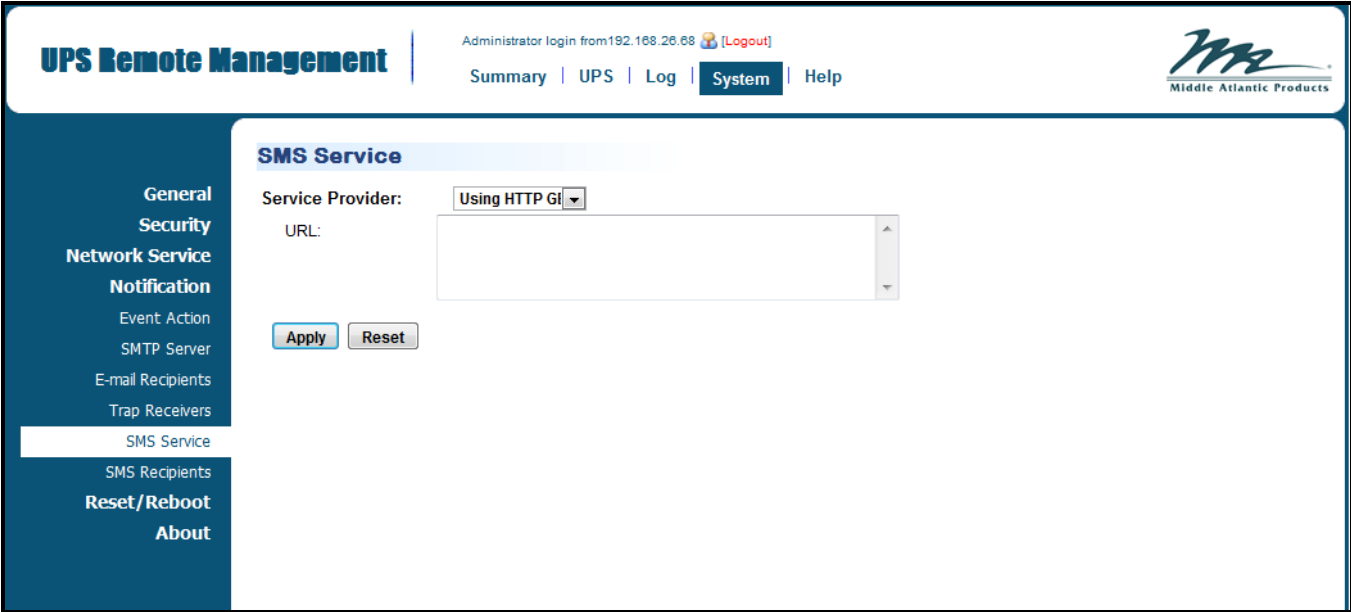 UPS Remote Management
Administrator login from192.168.26.68 [Logout]
Summary | UPS | Log | System | Help
Middle Atlantic Products
General
Security
Network Service
Notification
Event Action
SMTP Server
E-mail Recipients
Trap Receivers
SMS Service
SMS Recipients
Reset/Reboot
About
SMS Service
Service Provider: Using HTTP GE
URL:
Apply Reset